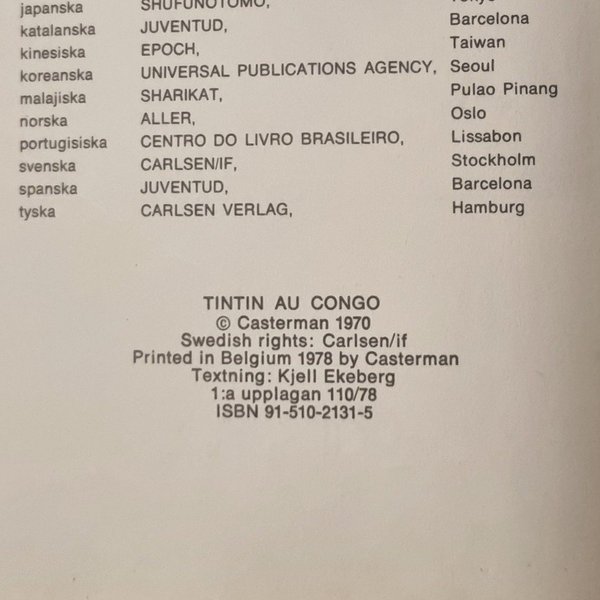 japanska SHUFUNOTOMO, Tokyo
katalanska JUVENTUD, Barcelona
kinesiska EPOCH, Taiwan
koreanska UNIVERSAL PUBLICATIONS AGENCY, Seoul
malajiska SHARIKAT, Pulao Pinang
norska ALLER, Oslo
portugisiska CENTRO DO LIVRO BRASILEIRO, Lissabon
svenska CARLSEN/IF, Stockholm
spanska JUVENTUD, Barcelona
tyska CARLSEN VERLAG, Hamburg
TINTIN AU CONGO
© Casterman 1970
Swedish rights: Carlsen/if
Printed in Belgium 1978 by Casterman
Textning: Kjell Ekeberg
1:a upplagan 110/78
ISBN 91-510-2131-5